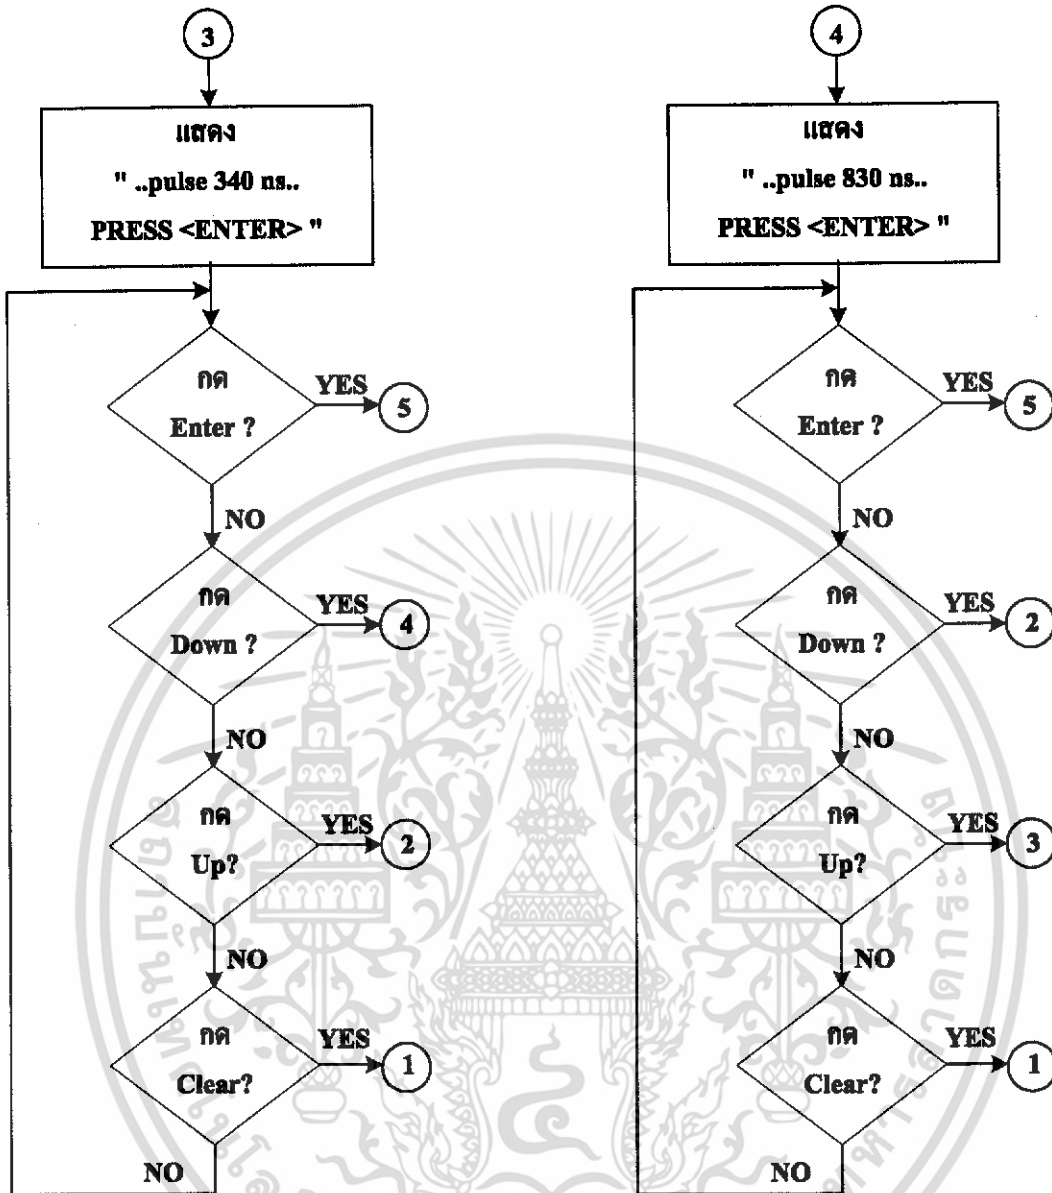 3
แสดง
" ..pulse 340 ns..
PRESS <ENTER> "
กด
Enter ?
YES
5
NO
กด
Down ?
YES
4
NO
กด
Up?
YES
2
NO
กด
Clear?
YES
1
NO
4
แสดง
" ..pulse 830 ns..
PRESS <ENTER> "
กด
Enter ?
YES
5
NO
กด
Down ?
YES
2
NO
กด
Up?
YES
3
NO
กด
Clear?
YES
1
NO